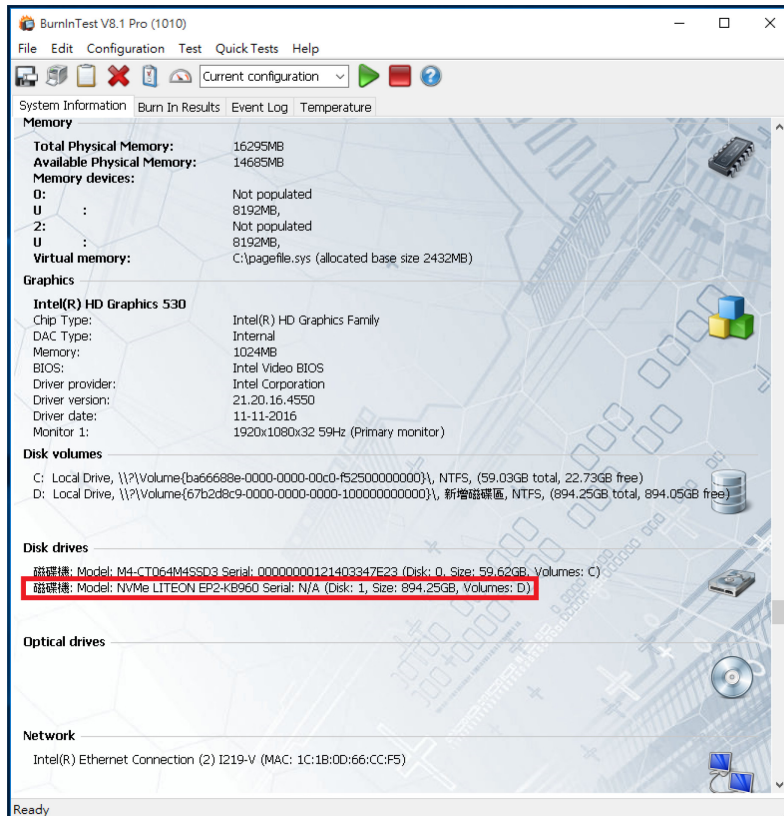 BurnInTest V8.1 Pro (1010)
File Edit Configuration Test Quick Tests Help
Current configuration
System Information Burn In Results Event Log Temperature
Memory
Total Physical Memory: 16295MB
Available Physical Memory: 14685MB
Memory devices:
0: Not populated
U : 8192MB,
2: Not populated
U : 8192MB,
Virtual memory: C:\pagefile.sys (allocated base size 2432MB)
Graphics
Intel(R) HD Graphics 530
Chip Type: Intel(R) HD Graphics Family
DAC Type: Internal
Memory: 1024MB
BIOS: Intel Video BIOS
Driver provider: Intel Corporation
Driver version: 21.20.16.4550
Driver date: 11-11-2016
Monitor 1: 1920x1080x32 59Hz (Primary monitor)
Disk volumes
C: Local Drive, \\?\Volume{ba66688e-0000-0000-00c0-f52500000000}\, NTFS, (59.03GB total, 22.73GB free)
D: Local Drive, \\?\Volume{67b2d8c9-0000-0000-0000-100000000000}\, 新增磁碟區, NTFS, (894.25GB total, 894.05GB free)
Disk drives
磁碟機: Model: M4-CT064M4SSD3 Serial: 00000000121403347E23 (Disk: 0, Size: 59.62GB, Volumes: C)
磁碟機: Model: NVMe LITEON EP2-KB960 Serial: N/A (Disk: 1, Size: 894.25GB, Volumes: D)
Optical drives
Network
Intel(R) Ethernet Connection (2) I219-V (MAC: 1C:1B:0D:66:CC:F5)
Ready